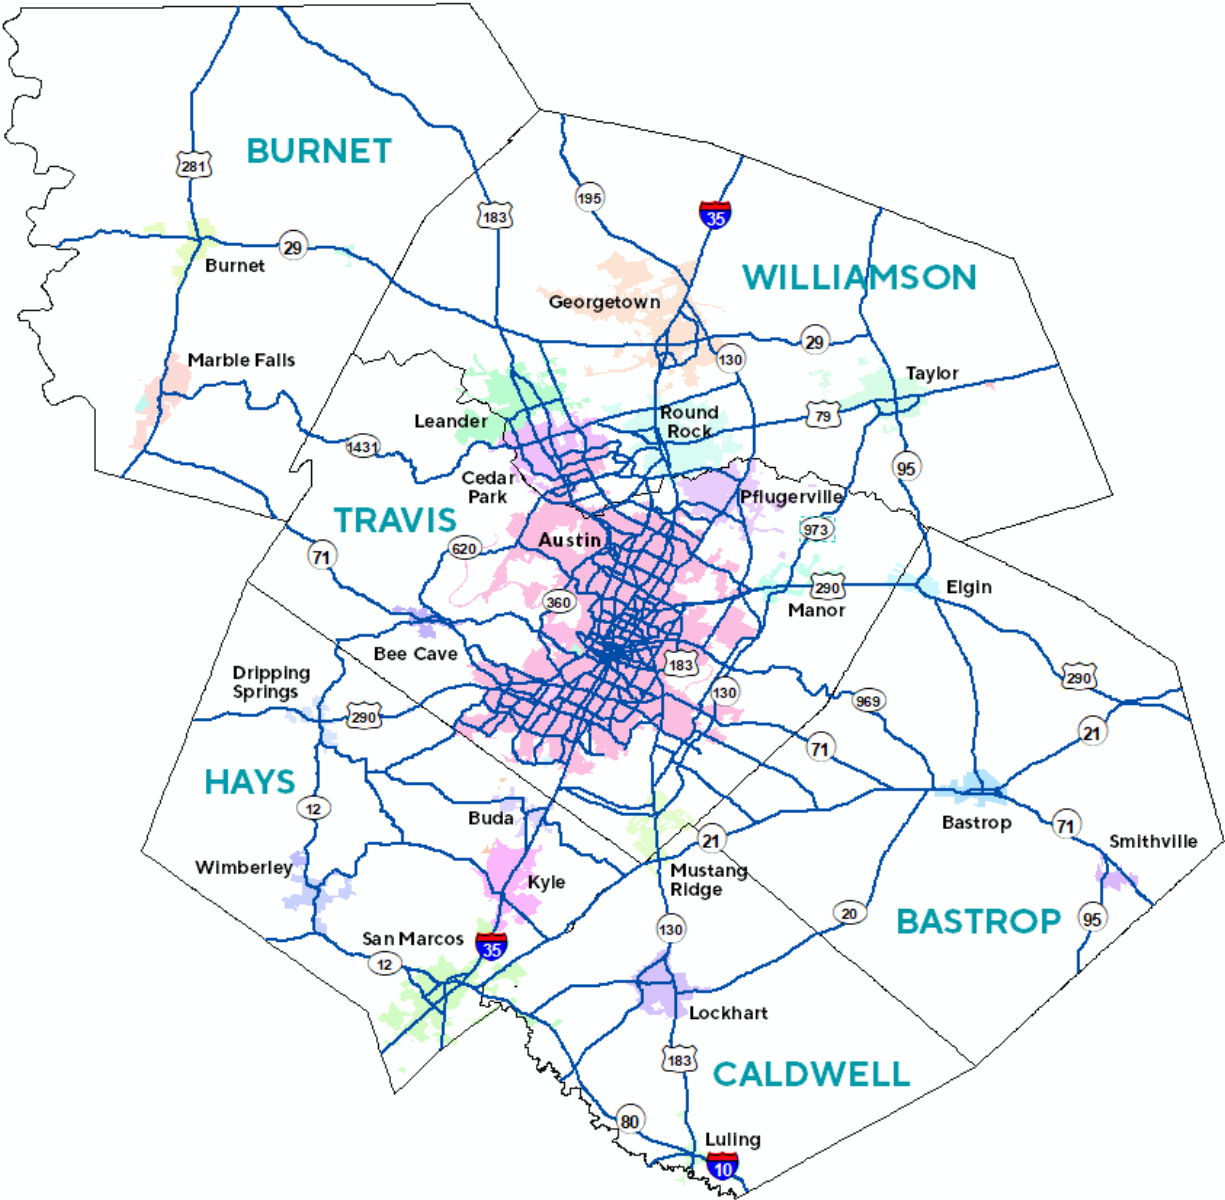 BURNET
281
183
195
35
29
Burnet
WILLIAMSON
Georgetown
29
130
Marble Falls
Taylor
Leander
Round
Rock
79
1431
95
Cedar
Park
Pflugerville
TRAVIS
973
Austin
620
71
290
Elgin
360
Manor
Bee Cave
183
290
Dripping
Springs
130
969
290
21
71
HAYS
12
Buda
Bastrop
71
21
Smithville
Wimberley
Mustang
Ridge
Kyle
20
BASTROP
95
130
San Marcos
35
12
Lockhart
183
CALDWELL
80
Luling
10